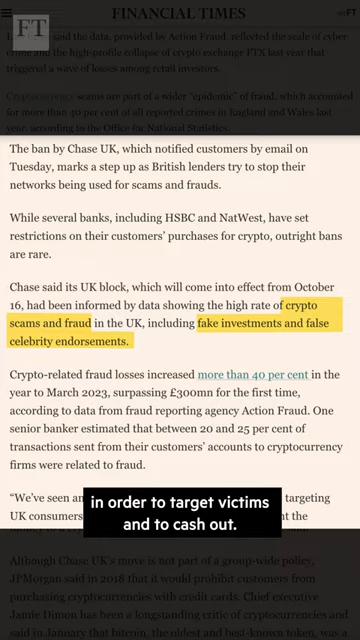 FT
FINANCIAL TIMES
FT
said the data, provided by Action Fraud, reflected the scale of cyber
crime and the high-profile collapse of crypto exchange FTX last year that
triggered a wave of losses among retail investors.
Cryptocurrency scams are part of a wider “epidemic” of fraud, which accounted
for more than 40 per cent of all reported crimes in England and Wales last
year, according to the Office for National Statistics.
The ban by Chase UK, which notified customers by email on
Tuesday, marks a step up as British lenders try to stop their
networks being used for scams and frauds.
While several banks, including HSBC and NatWest, have set
restrictions on their customers’ purchases for crypto, outright bans
are rare.
Chase said its UK block, which will come into effect from October
16, had been informed by data showing the high rate of crypto
scams and fraud in the UK, including fake investments and false
celebrity endorsements.
Crypto-related fraud losses increased more than 40 per cent in the
year to March 2023, surpassing £300mn for the first time,
according to data from fraud reporting agency Action Fraud. One
senior banker estimated that between 20 and 25 per cent of
transactions sent from their customers’ accounts to cryptocurrency
firms were related to fraud.
“We’ve seen an targeting
UK consumers the
in order to target victims
and to cash out.
Although Chase UK’s move is not part of a group-wide policy,
JPMorgan said in 2018 that it would prohibit customers from
purchasing cryptocurrencies with credit cards. Chief executive
Jamie Dimon has been a longstanding critic of cryptocurrencies and
said in January that bitcoin, the oldest and best-known token, was a